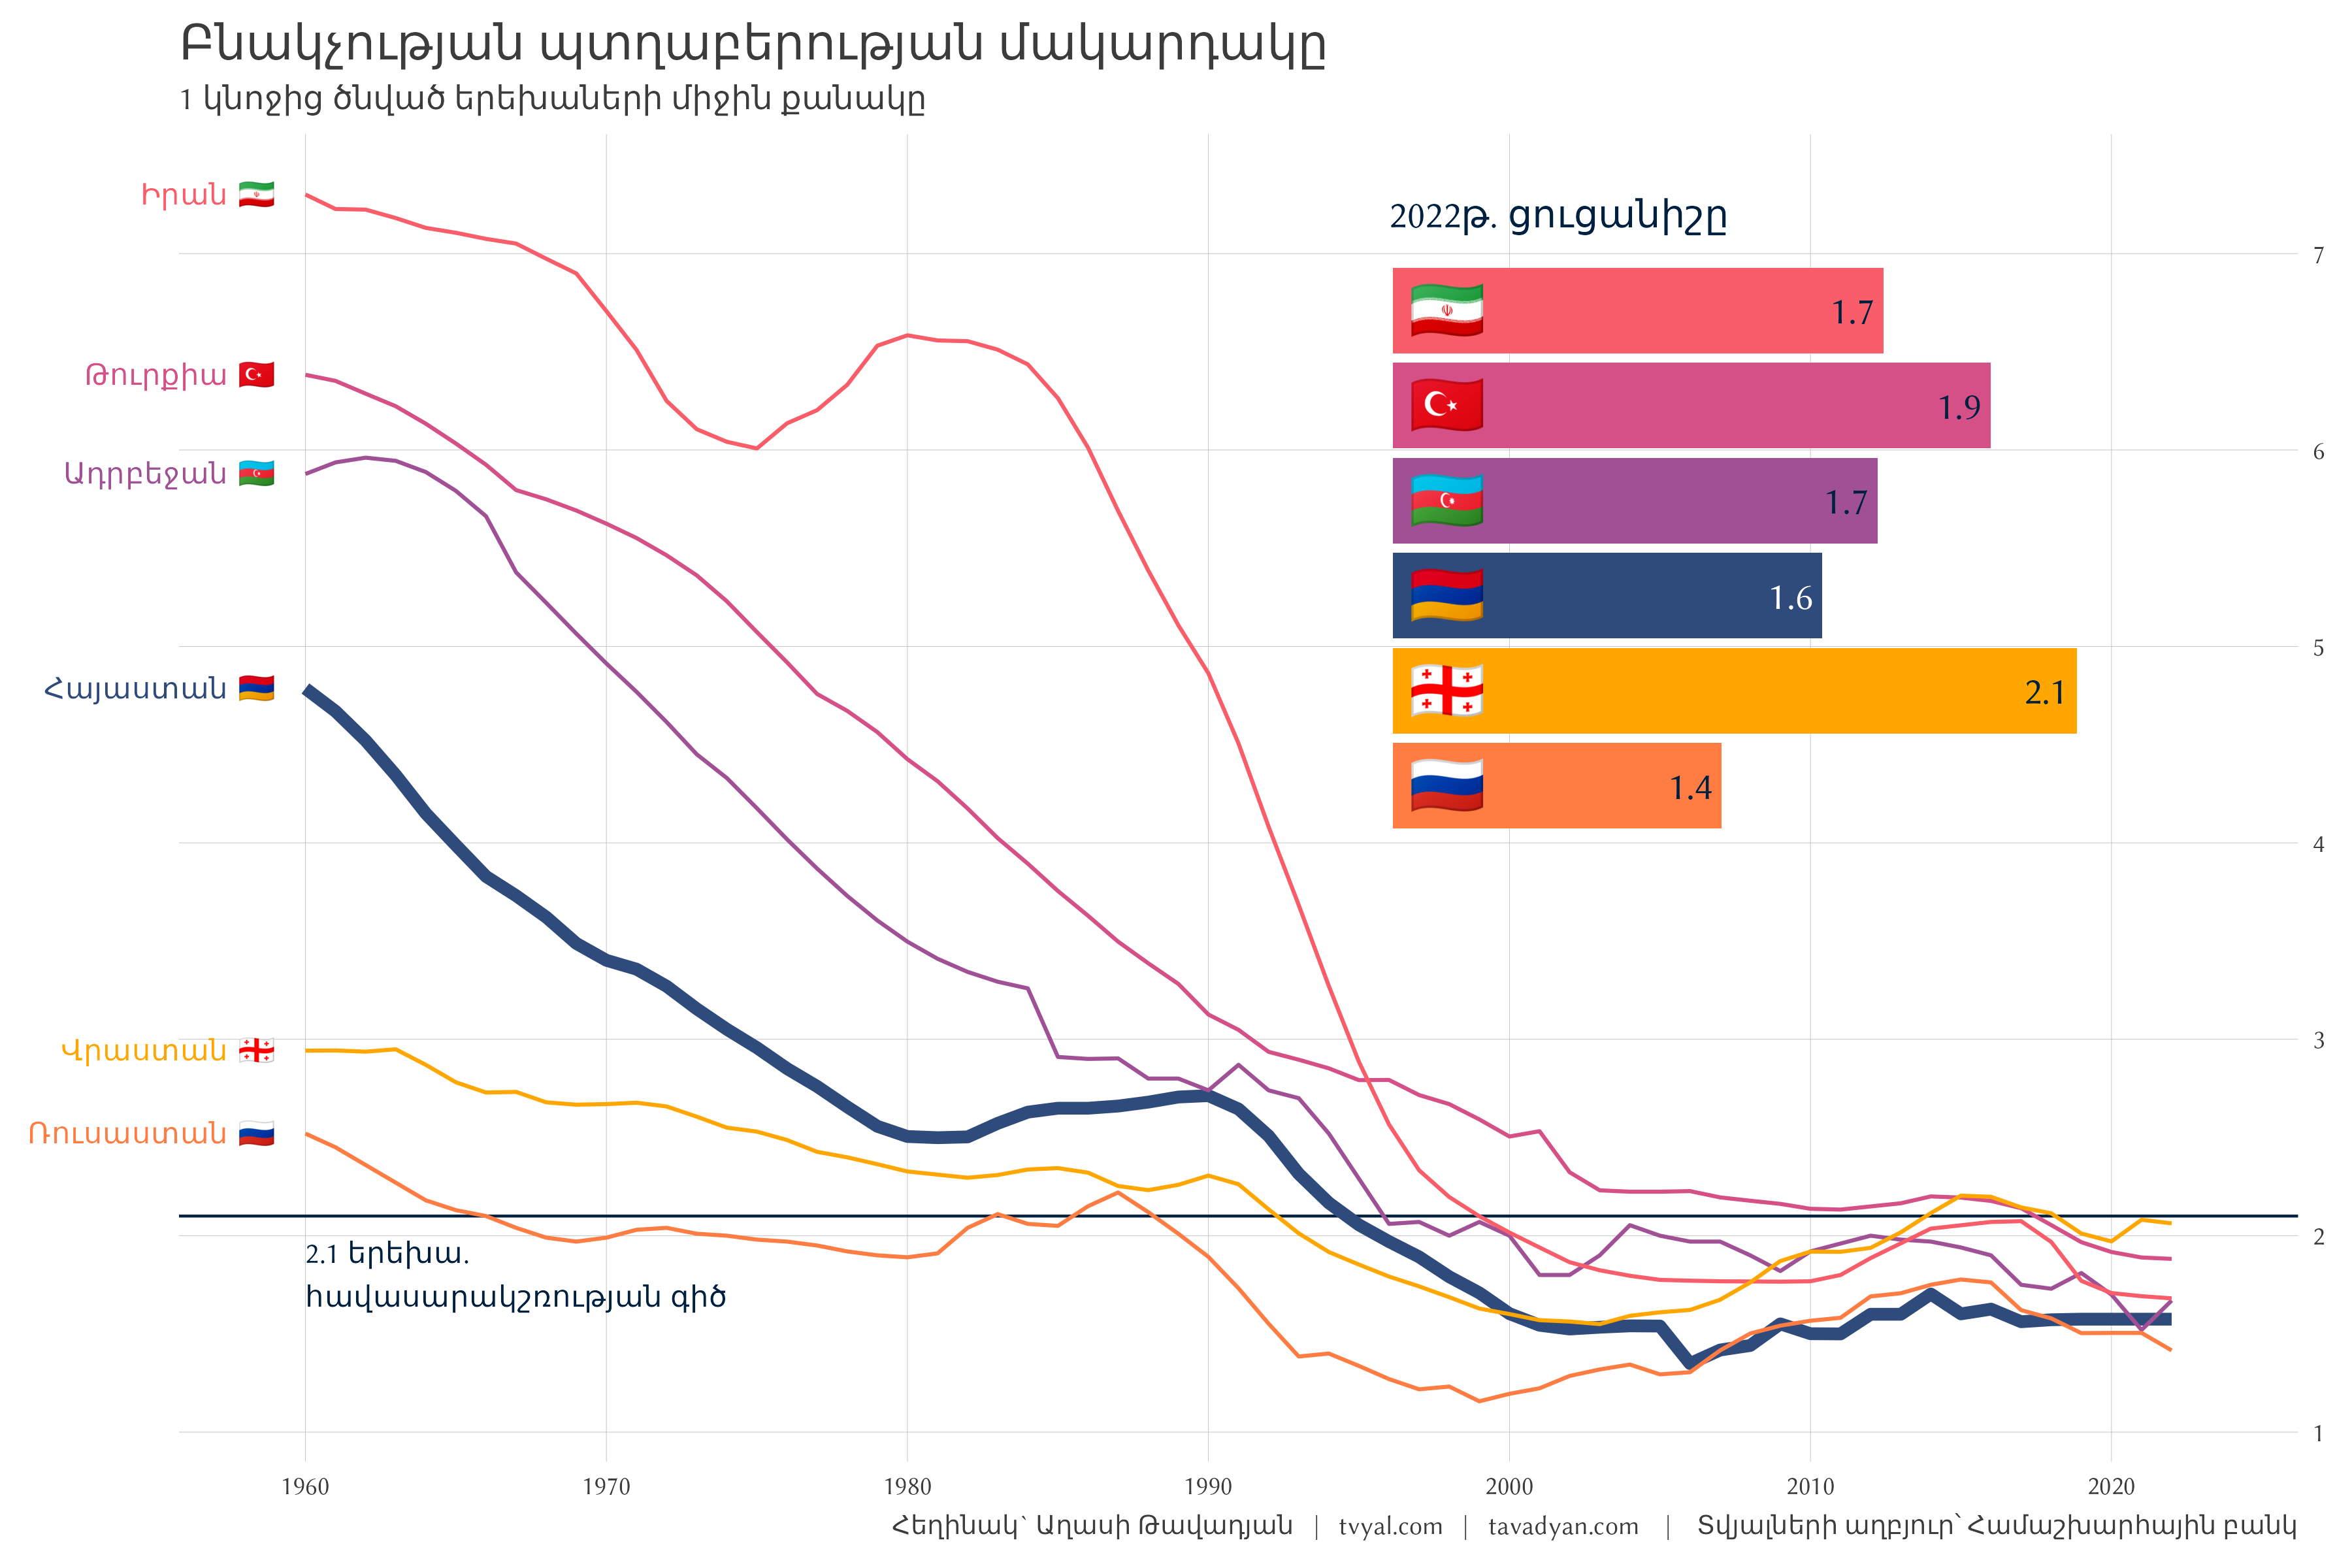 Բնակչության պտղաբերության մակարդակը
1 կնոջից ծնված երեխաների միջին քանակը
Իրան
Թուրքիա
Ադրբեջան
Հայաստան
Վրաստան
Ռուսաստան
2022թ. ցուցանիշը
1.7
1.9
1.7
1.6
2.1
1.4
7
6
5
4
3
2
1
2.1 երեխա.
հավասարակշռության գիծ
1960 1970 1980 1990 2000 2010 2020
Հեղինակ` Աղասի Թավադյան | tvyal.com | tavadyan.com | Տվյալների աղբյուր` Համաշխարհային բանկ